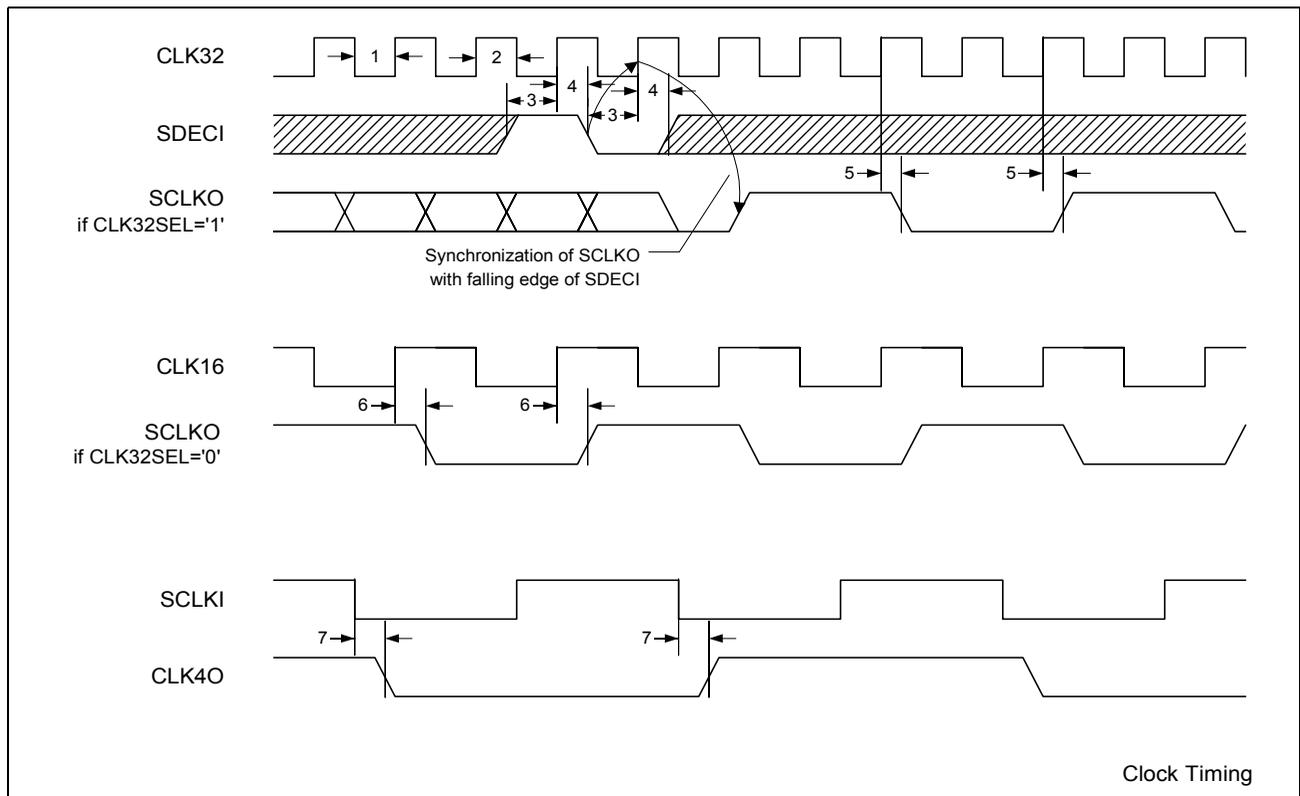 CLK32
1
2
4
4
3
3
SDECI
5
5
SCLKO
if CLK32SEL='1'
Synchronization of SCLKO
with falling edge of SDECI
CLK16
6
6
SCLKO
if CLK32SEL='0'
SCLKI
7
7
CLK4O
Clock Timing